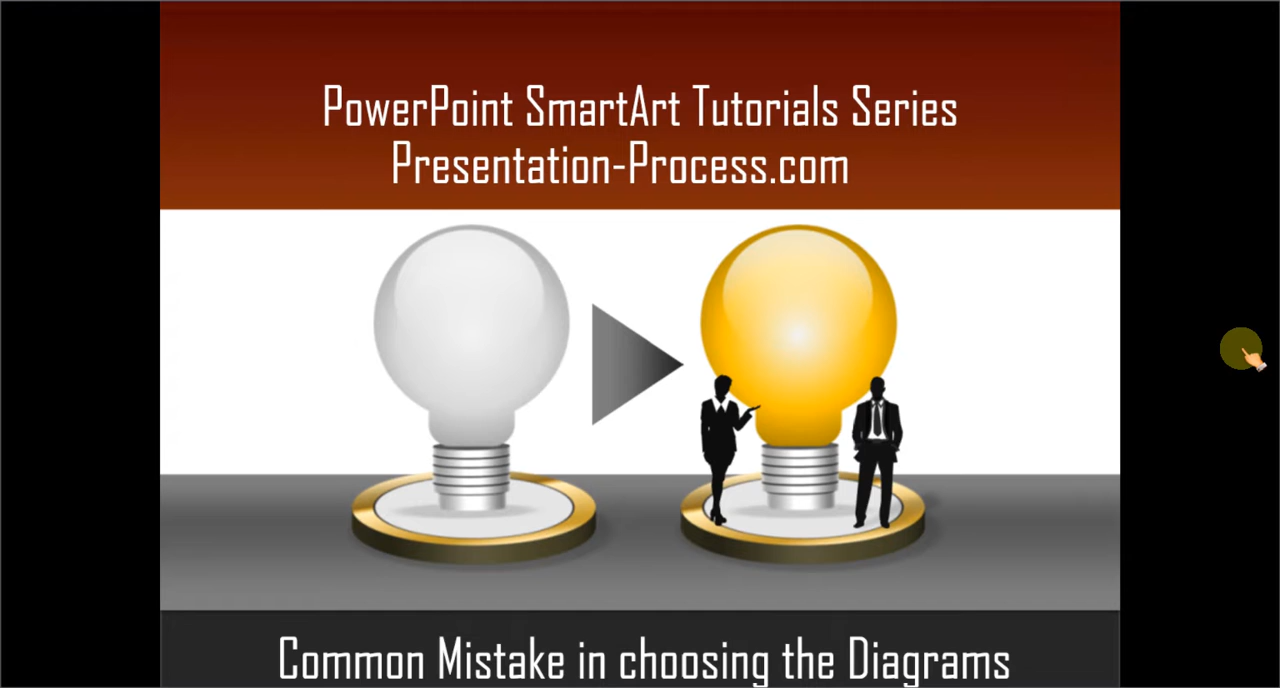 PowerPoint SmartArt Tutorials Series
Presentation-Process.com
Common Mistake in choosing the Diagrams